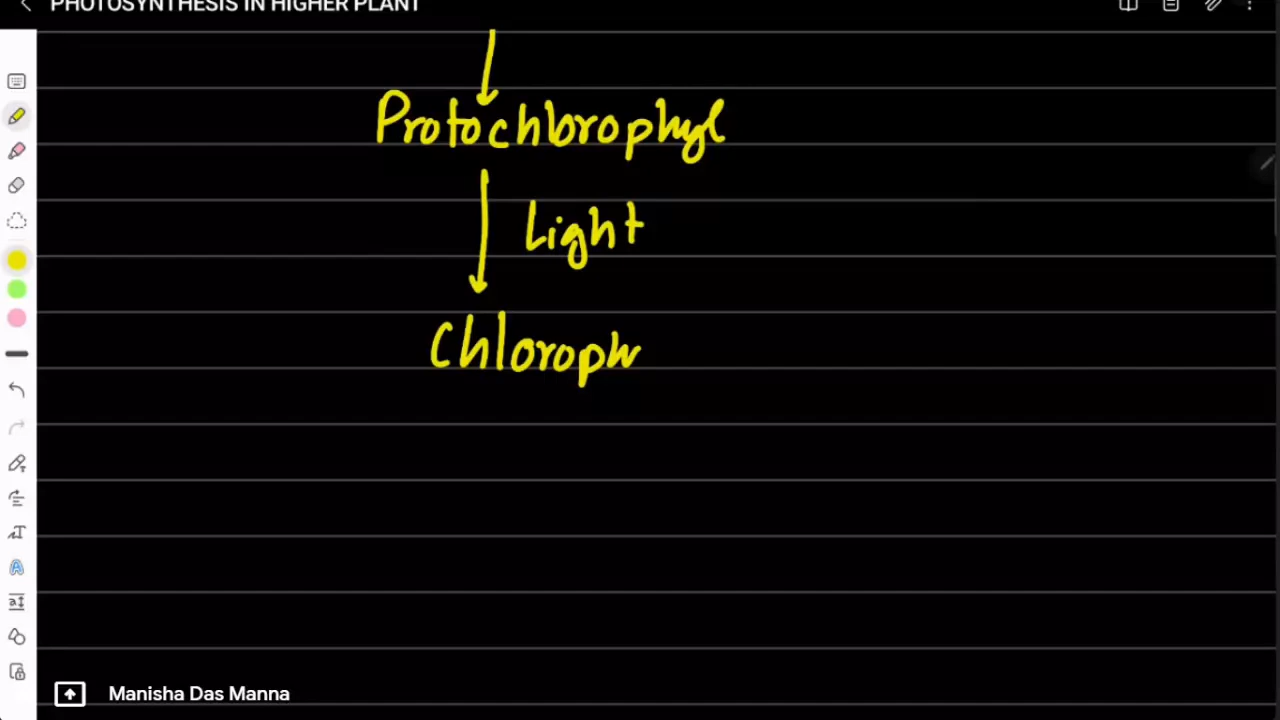 PHOTOSYNTHESIS IN HIGHER PLANT
Protochlorophyl
Light
Chloroph
Manisha Das Manna